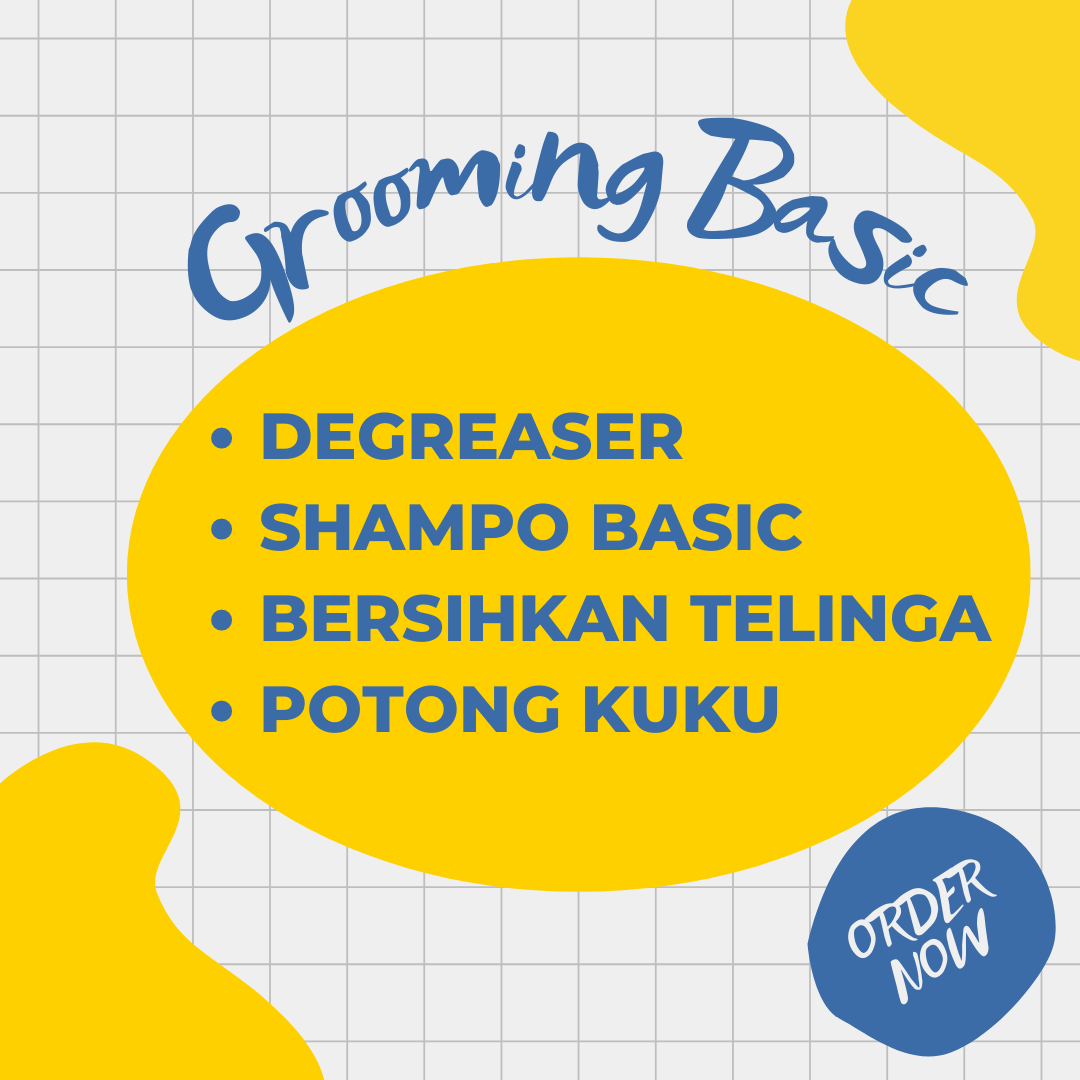 Grooming Basic
• DEGREASER
• SHAMPO BASIC
• BERSIHKAN TELINGA
• POTONG KUKU
ORDER
NOW